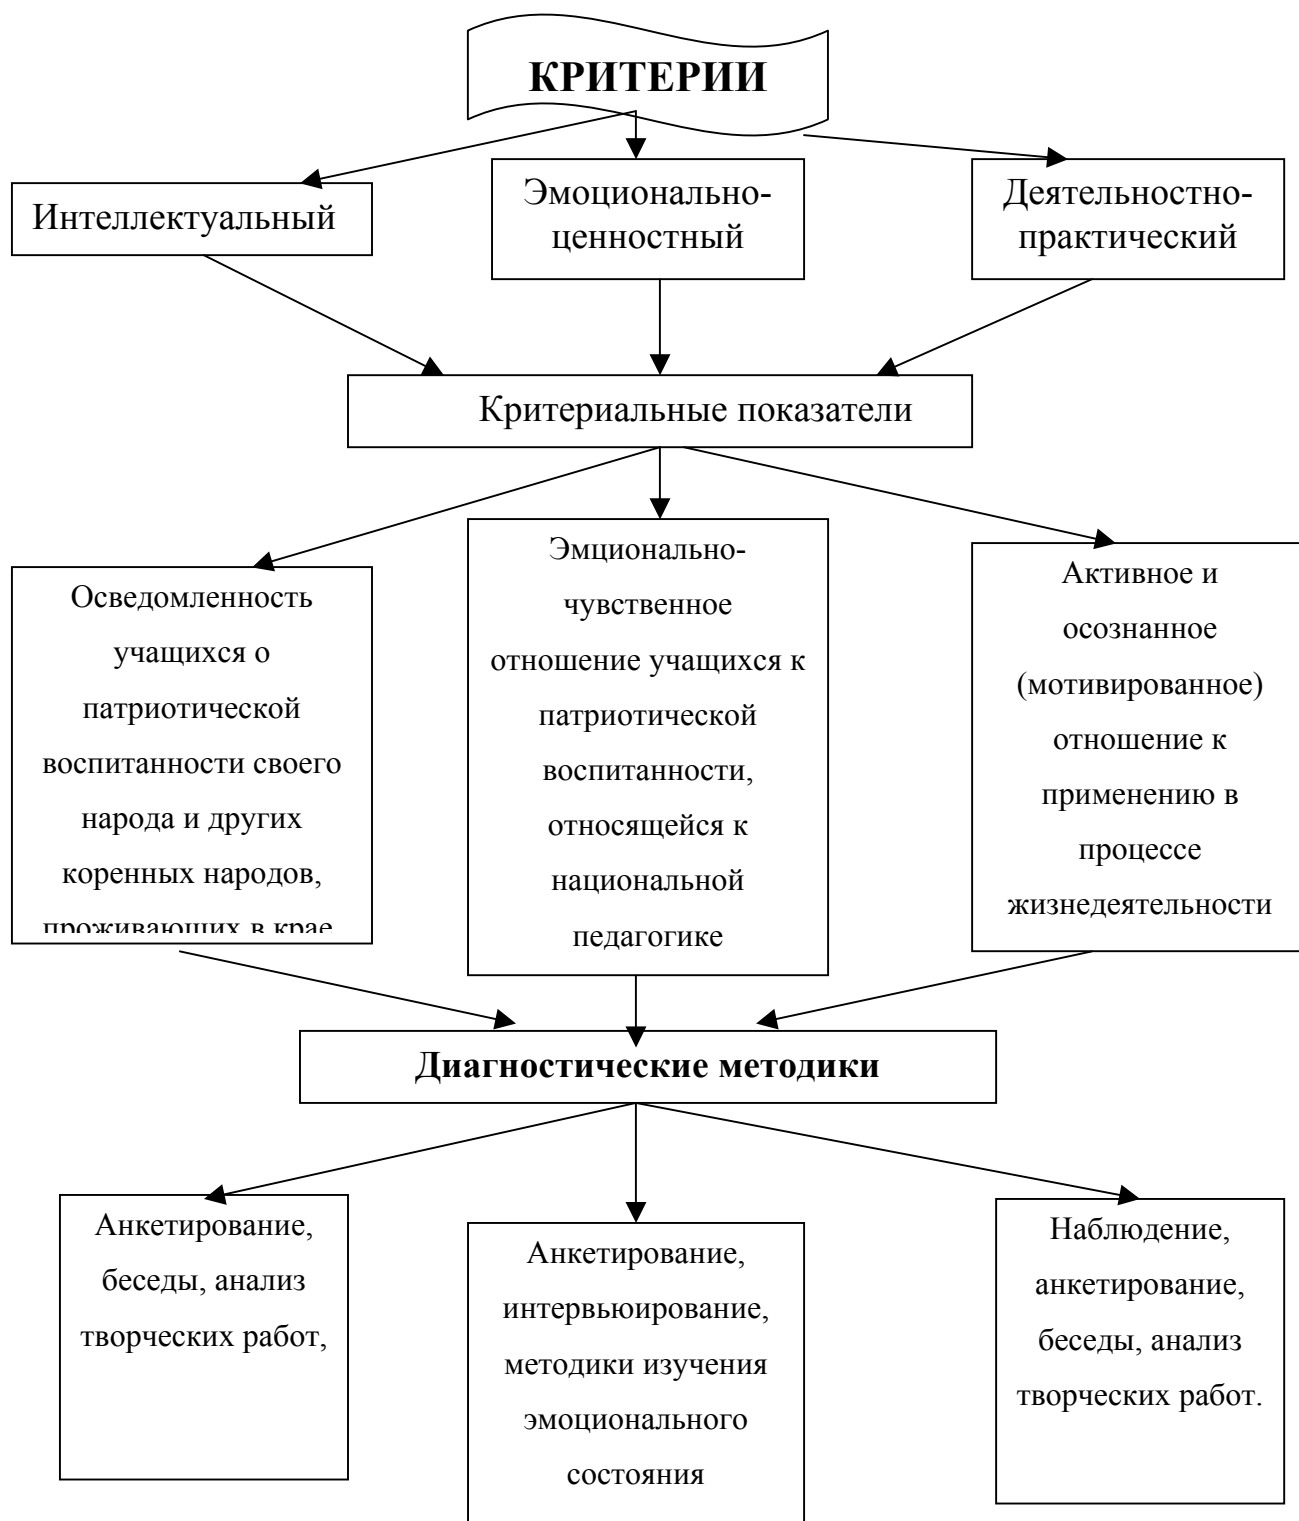 КРИТЕРИИ
Интеллектуальный
Эмоционально-
ценностный
Деятельностно-
практический
Критериальные показатели
Осведомленность
учащихся о
патриотической
воспитанности своего
народа и других
коренных народов,
проживающих в крае
Эмционально-
чувственное
отношение учащихся к
патриотической
воспитанности,
относящейся к
национальной
педагогике
Активное и
осознанное
(мотивированное)
отношение к
применению в
процессе
жизнедеятельности
Диагностические методики
Анкетирование,
беседы, анализ
творческих работ,
Анкетирование,
интервьюирование,
методики изучения
эмоционального
состояния
Наблюдение,
анкетирование,
беседы, анализ
творческих работ.